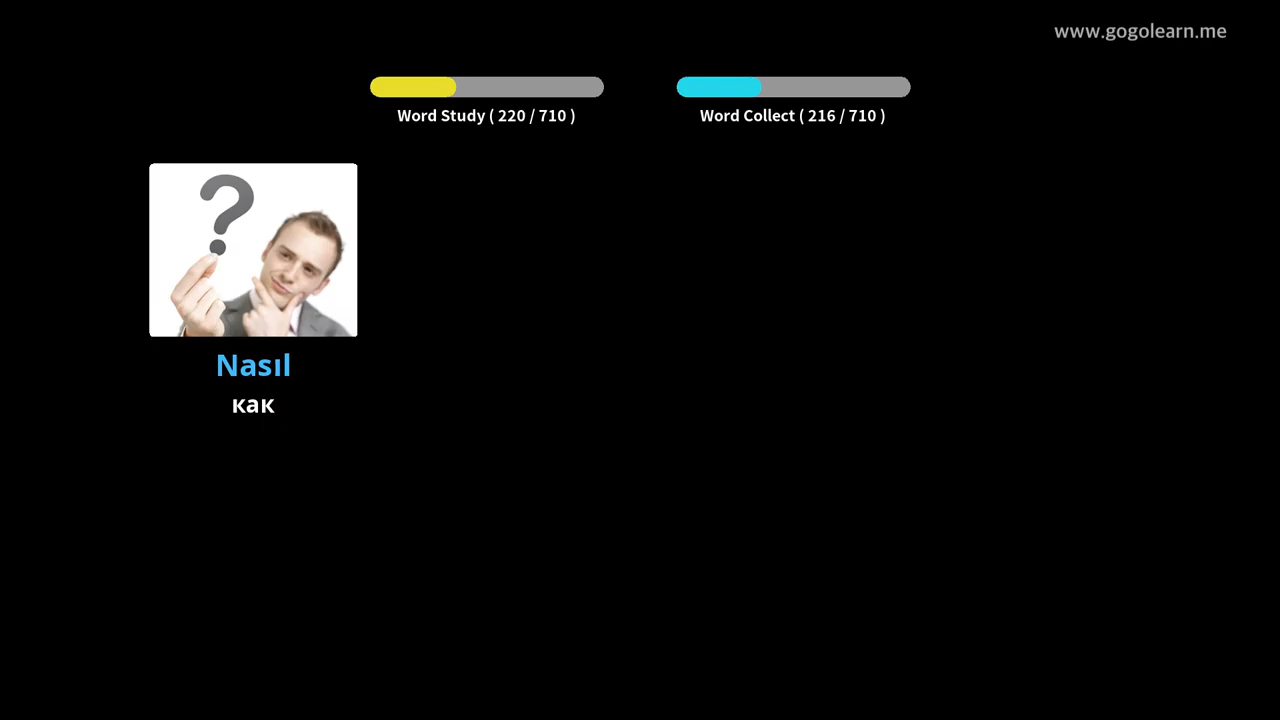 www.gogolearn.me
Word Study ( 220 / 710 )
Word Collect ( 216 / 710 )
?
Nasıl
как